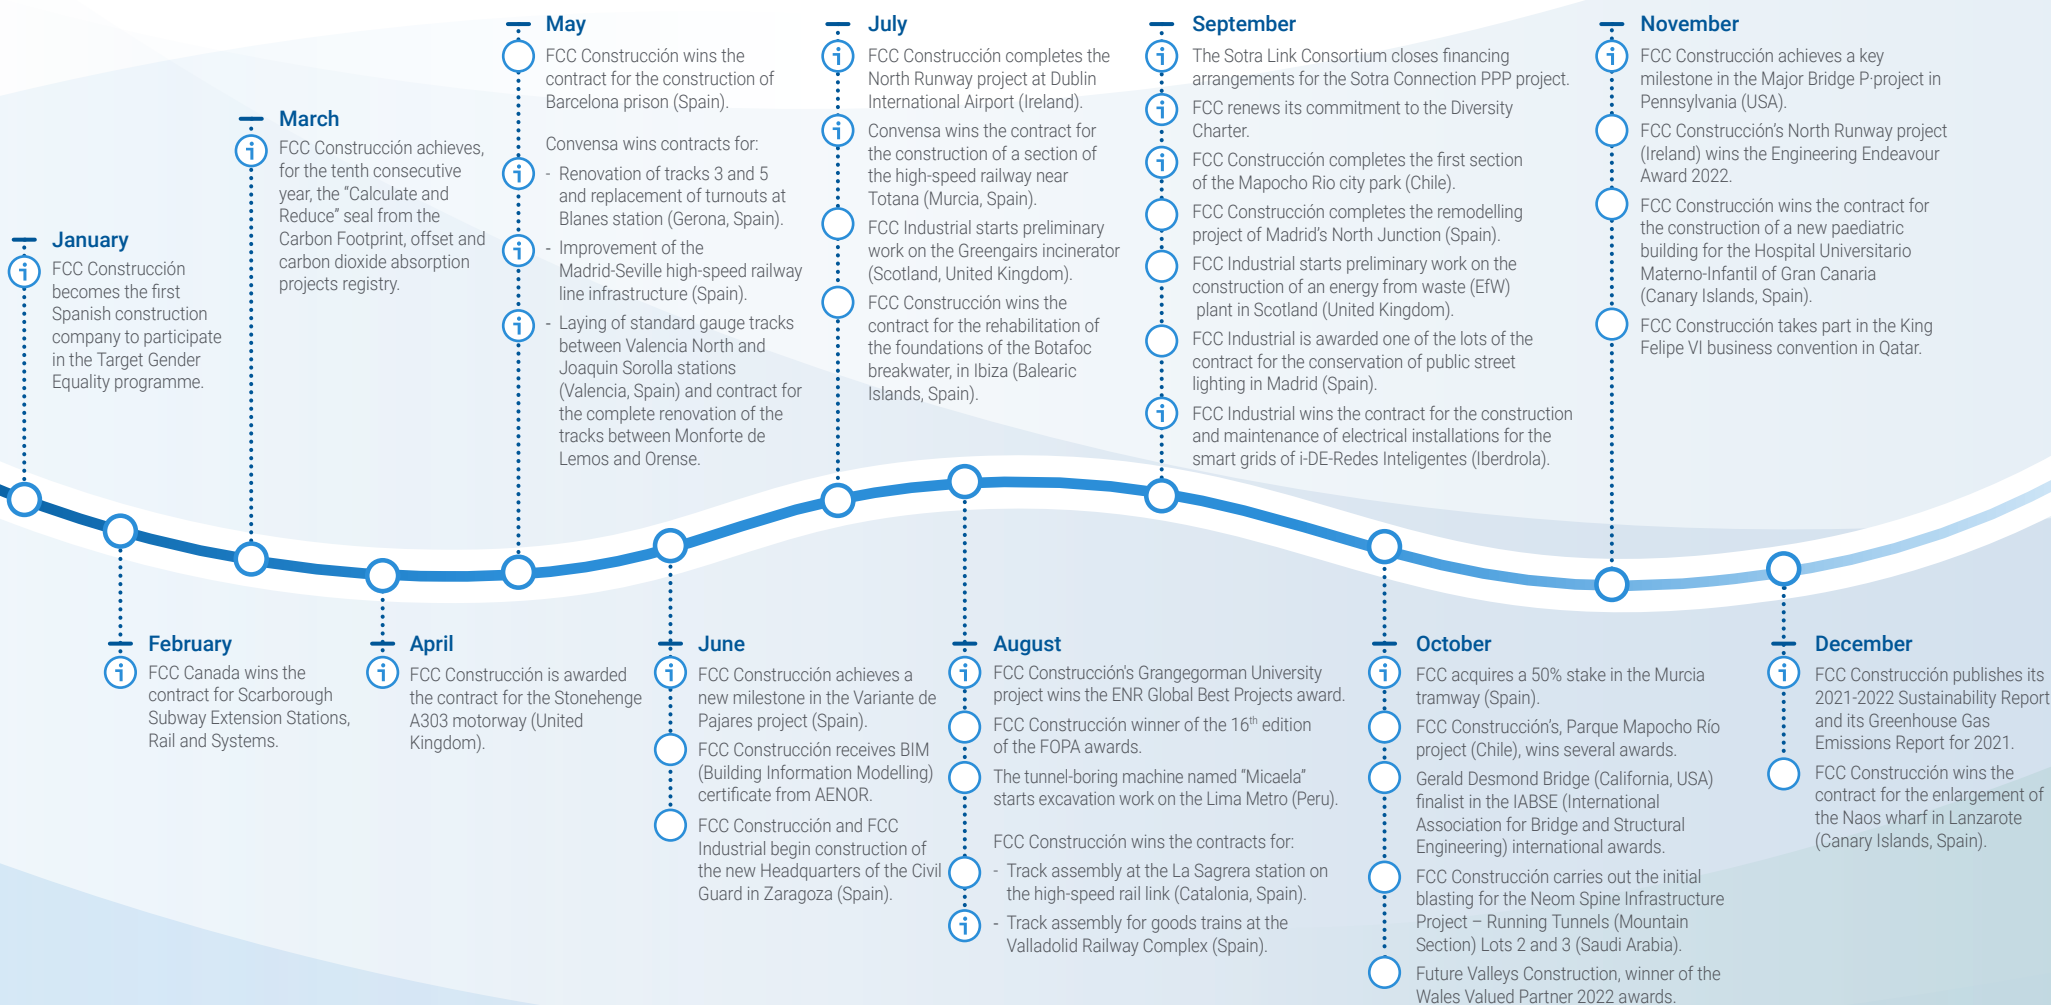 January
FCC Construcción
becomes the first
Spanish construction
company to participate
in the Target Gender
Equality programme.
February
FCC Canada wins the
contract for Scarborough
Subway Extension Stations,
Rail and Systems.
March
FCC Construcción achieves,
for the tenth consecutive
year, the “Calculate and
Reduce” seal from the
Carbon Footprint, offset and
carbon dioxide absorption
projects registry.
April
FCC Construcción is awarded
the contract for the Stonehenge
A303 motorway (United
Kingdom).
May
FCC Construcción wins the
contract for the construction of
Barcelona prison (Spain).
Convensa wins contracts for:
- Renovation of tracks 3 and 5
and replacement of turnouts at
Blanes station (Gerona, Spain).
- Improvement of the
Madrid-Seville high-speed railway
line infrastructure (Spain).
- Laying of standard gauge tracks
between Valencia North and
Joaquin Sorolla stations
(Valencia, Spain) and contract for
the complete renovation of the
tracks between Monforte de
Lemos and Orense.
June
FCC Construcción achieves a
new milestone in the Variante de
Pajares project (Spain).
FCC Construcción receives BIM
(Building Information Modelling)
certificate from AENOR.
FCC Construcción and FCC
Industrial begin construction of
the new Headquarters of the Civil
Guard in Zaragoza (Spain).
July
FCC Construcción completes the
North Runway project at Dublin
International Airport (Ireland).
Convensa wins the contract for
the construction of a section of
the high-speed railway near
Totana (Murcia, Spain).
FCC Industrial starts preliminary
work on the Greengairs incinerator
(Scotland, United Kingdom).
FCC Construcción wins the
contract for the rehabilitation of
the foundations of the Botafoc
breakwater, in Ibiza (Balearic
Islands, Spain).
August
FCC Construcción's Grangegorman University
project wins the ENR Global Best Projects award.
FCC Construcción winner of the 16th edition
of the FOPA awards.
The tunnel-boring machine named “Micaela”
starts excavation work on the Lima Metro (Peru).
FCC Construcción wins the contracts for:
- Track assembly at the La Sagrera station on
the high-speed rail link (Catalonia, Spain).
- Track assembly for goods trains at the
Valladolid Railway Complex (Spain).
September
The Sotra Link Consortium closes financing
arrangements for the Sotra Connection PPP project.
FCC renews its commitment to the Diversity
Charter.
FCC Construcción completes the first section
of the Mapocho Rio city park (Chile).
FCC Construcción completes the remodelling
project of Madrid's North Junction (Spain).
FCC Industrial starts preliminary work on the
construction of an energy from waste (EfW)
plant in Scotland (United Kingdom).
FCC Industrial is awarded one of the lots of the
contract for the conservation of public street
lighting in Madrid (Spain).
FCC Industrial wins the contract for the construction
and maintenance of electrical installations for the
smart grids of i-DE-Redes Inteligentes (Iberdrola).
October
FCC acquires a 50% stake in the Murcia
tramway (Spain).
FCC Construcción's, Parque Mapocho Río
project (Chile), wins several awards.
Gerald Desmond Bridge (California, USA)
finalist in the IABSE (International
Association for Bridge and Structural
Engineering) international awards.
FCC Construcción carries out the initial
blasting for the Neom Spine Infrastructure
Project – Running Tunnels (Mountain
Section) Lots 2 and 3 (Saudi Arabia).
Future Valleys Construction, winner of the
Wales Valued Partner 2022 awards.
November
FCC Construcción achieves a key
milestone in the Major Bridge P·project in
Pennsylvania (USA).
FCC Construcción's North Runway project
(Ireland) wins the Engineering Endeavour
Award 2022.
FCC Construcción wins the contract for
the construction of a new paediatric
building for the Hospital Universitario
Materno-Infantil of Gran Canaria
(Canary Islands, Spain).
FCC Construcción takes part in the King
Felipe VI business convention in Qatar.
December
FCC Construcción publishes its
2021-2022 Sustainability Report
and its Greenhouse Gas
Emissions Report for 2021.
FCC Construcción wins the
contract for the enlargement of
the Naos wharf in Lanzarote
(Canary Islands, Spain).